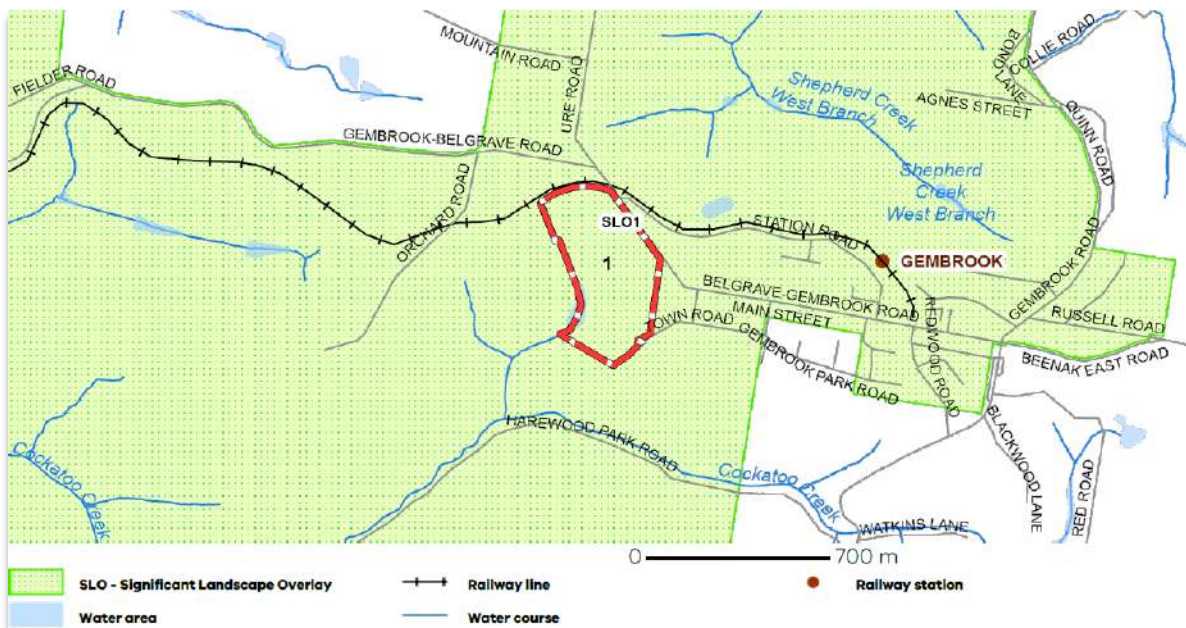 MOUNTAIN ROAD
BOND
LANE
COLLIE ROAD
FIELDER ROAD
URE ROAD
Shepherd Creek
West Branch
AGNES STREET
QUINN ROAD
GEMBROOK-BELGRAVE ROAD
Shepherd
Creek
West Branch
ORCHARD ROAD
SLO1
STATION ROAD
1
GEMBROOK
BELGRAVE-GEMBROOK ROAD
GEMBROOK ROAD
MAIN STREET
TOWN ROAD
REDWOOD ROAD
RUSSELL ROAD
GEMBROOK PARK ROAD
BEENAK EAST ROAD
HAREWOOD PARK ROAD
BLACKWOOD LANE
RED ROAD
Cockatoo
Creek
Cockatoo
Creek
WATKINS LANE
0 700 m
SLO - Significant Landscape Overlay
Railway line
Railway station
Water area
Water course